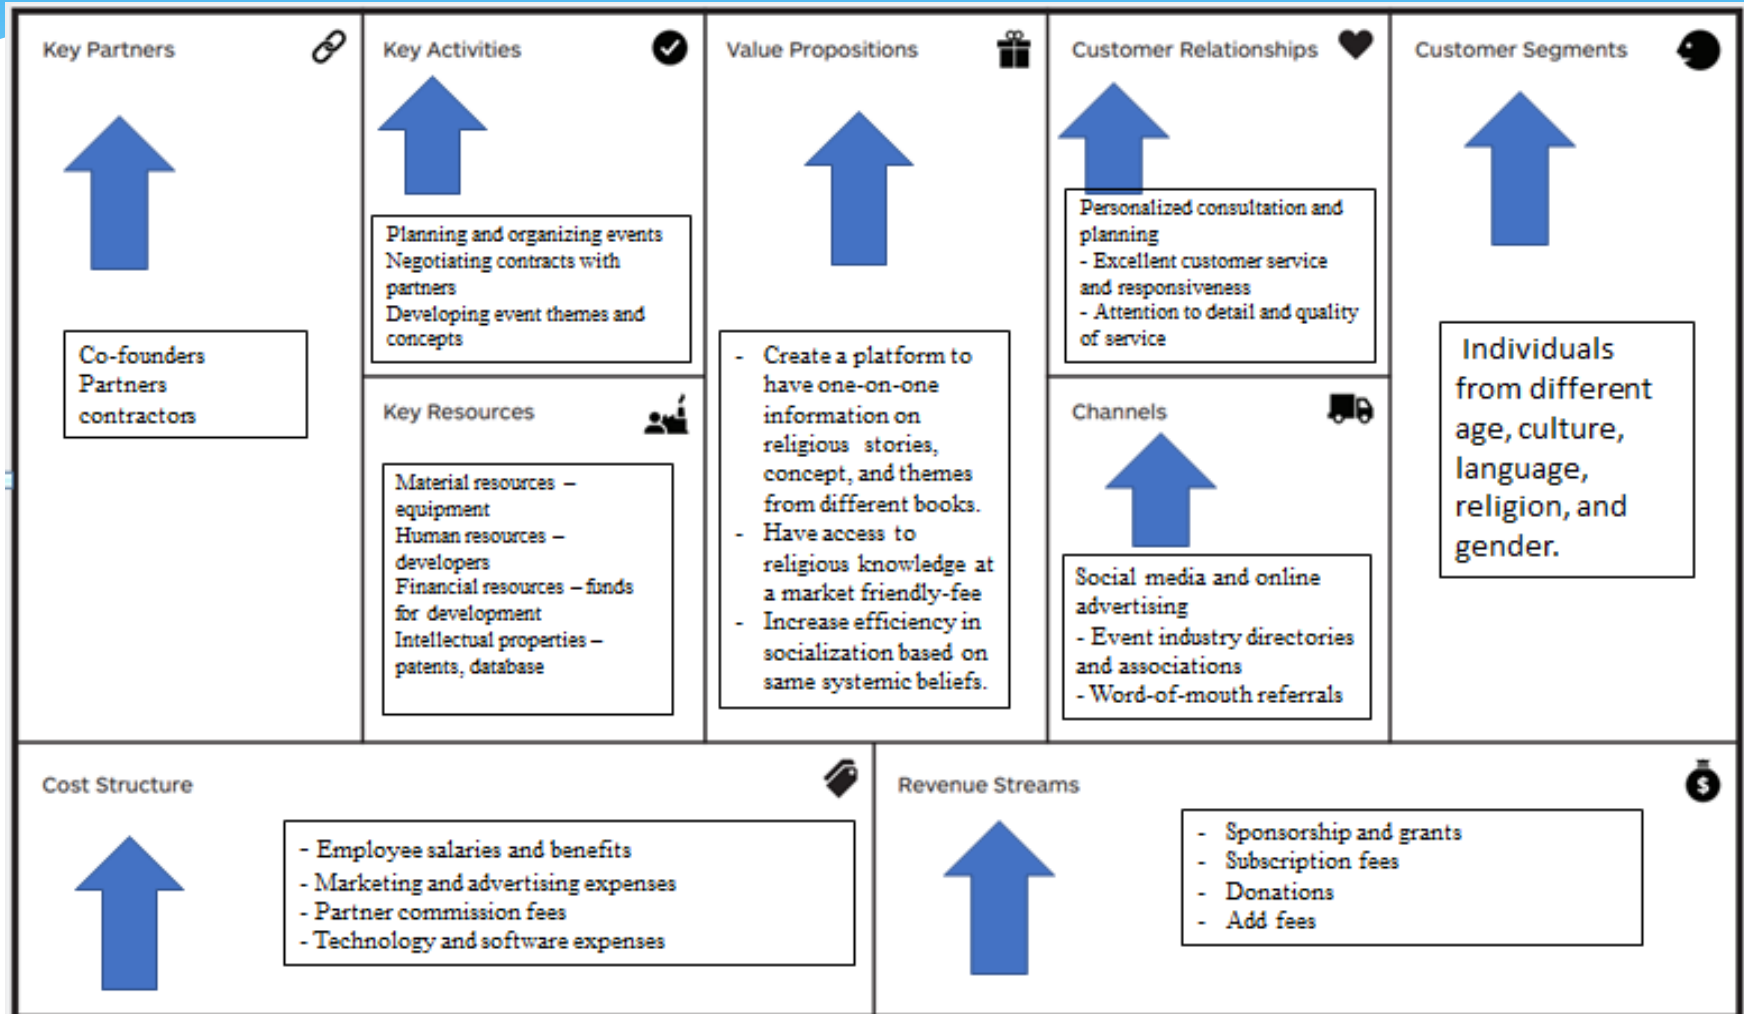 Key Partners
Co-founders
Partners
contractors
Key Activities
Planning and organizing events
Negotiating contracts with
partners
Developing event themes and
concepts
Key Resources
Material resources –
equipment
Human resources –
developers
Financial resources – funds
for development
Intellectual properties –
patents, database
Value Propositions
- Create a platform to
have one-on-one
information on
religious stories,
concept, and themes
from different books.
- Have access to
religious knowledge at
a market friendly-fee
- Increase efficiency in
socialization based on
same systemic beliefs.
Customer Relationships
Personalized consultation and
planning
- Excellent customer service
and responsiveness
- Attention to detail and quality
of service
Channels
Social media and online
advertising
- Event industry directories
and associations
- Word-of-mouth referrals
Customer Segments
Individuals
from different
age, culture,
language,
religion, and
gender.
Cost Structure
- Employee salaries and benefits
- Marketing and advertising expenses
- Partner commission fees
- Technology and software expenses
Revenue Streams
$
- Sponsorship and grants
- Subscription fees
- Donations
- Add fees